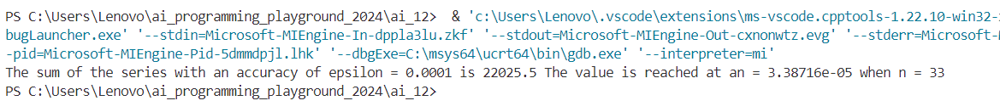 PS C:\Users\Lenovo\ai_programming_playground_2024\ai_12>  & 'c:\Users\Lenovo\.vscode\extensions\ms-vscode.cpptools-1.22.10-win32-
bugLauncher.exe' '--stdin=Microsoft-MIEngine-In-dppla3lu.zkf' '--stdout=Microsoft-MIEngine-Out-cxnonwtz.evg' '--stderr=Microsoft-
-pid=Microsoft-MIEngine-Pid-5dmmdpjl.lhk' '--dbgExe=C:\msys64\ucrt64\bin\gdb.exe' '--interpreter=mi'
The sum of the series with an accuracy of epsilon = 0.0001 is 22025.5 The value is reached at an = 3.38716e-05 when n = 33
PS C:\Users\Lenovo\ai_programming_playground_2024\ai_12>